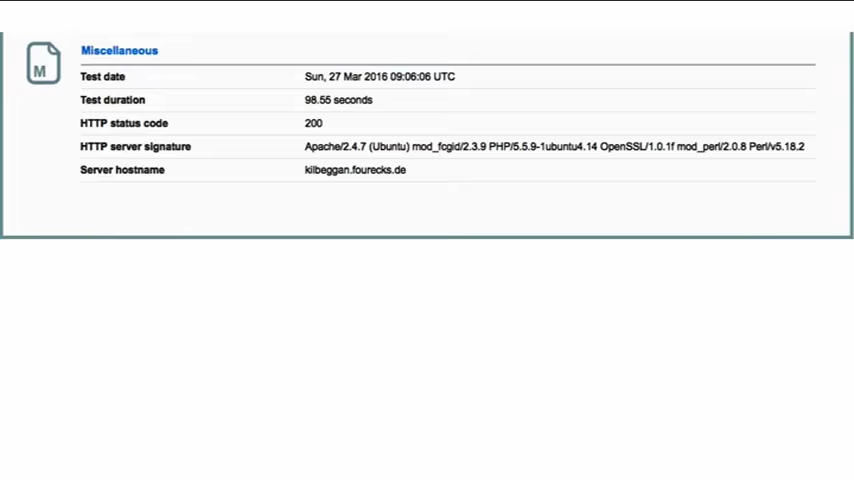 Miscellaneous
M
Test date Sun, 27 Mar 2016 09:06:06 UTC
Test duration 98.55 seconds
HTTP status code 200
HTTP server signature Apache/2.4.7 (Ubuntu) mod_fcgid/2.3.9 PHP/5.5.9-1ubuntu4.14 OpenSSL/1.0.1f mod_perl/2.0.8 Perl/v5.18.2
Server hostname kilbeggan.fourecks.de